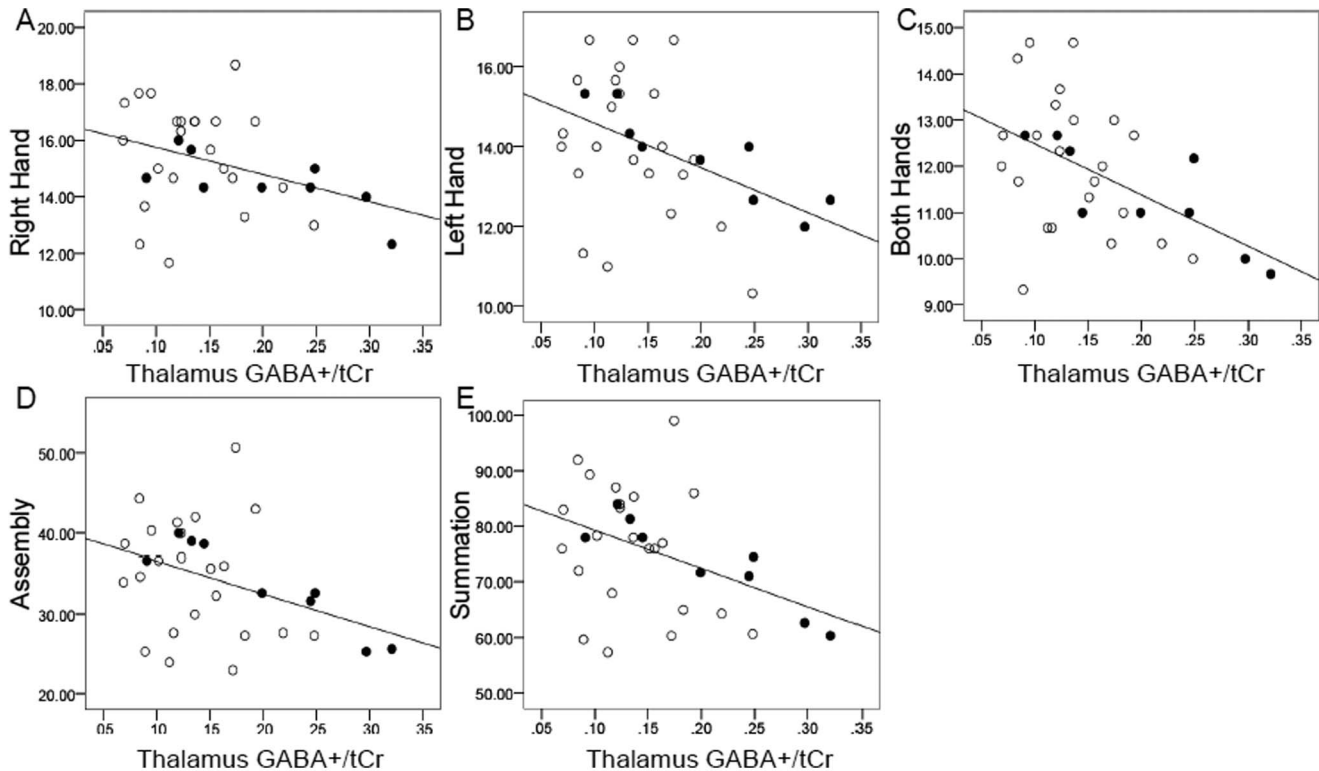 A
20.00
18.00
16.00
14.00
12.00
10.00
Right Hand
.05 .10 .15 .20 .25 .30 .35
Thalamus GABA+/tCr
B
16.00
14.00
12.00
10.00
Left Hand
.05 .10 .15 .20 .25 .30 .35
Thalamus GABA+/tCr
C
15.00
14.00
13.00
12.00
11.00
10.00
9.00
Both Hands
.05 .10 .15 .20 .25 .30 .35
Thalamus GABA+/tCr
D
50.00
40.00
30.00
20.00
Assembly
.05 .10 .15 .20 .25 .30 .35
Thalamus GABA+/tCr
E
100.00
90.00
80.00
70.00
60.00
50.00
Summation
.05 .10 .15 .20 .25 .30 .35
Thalamus GABA+/tCr